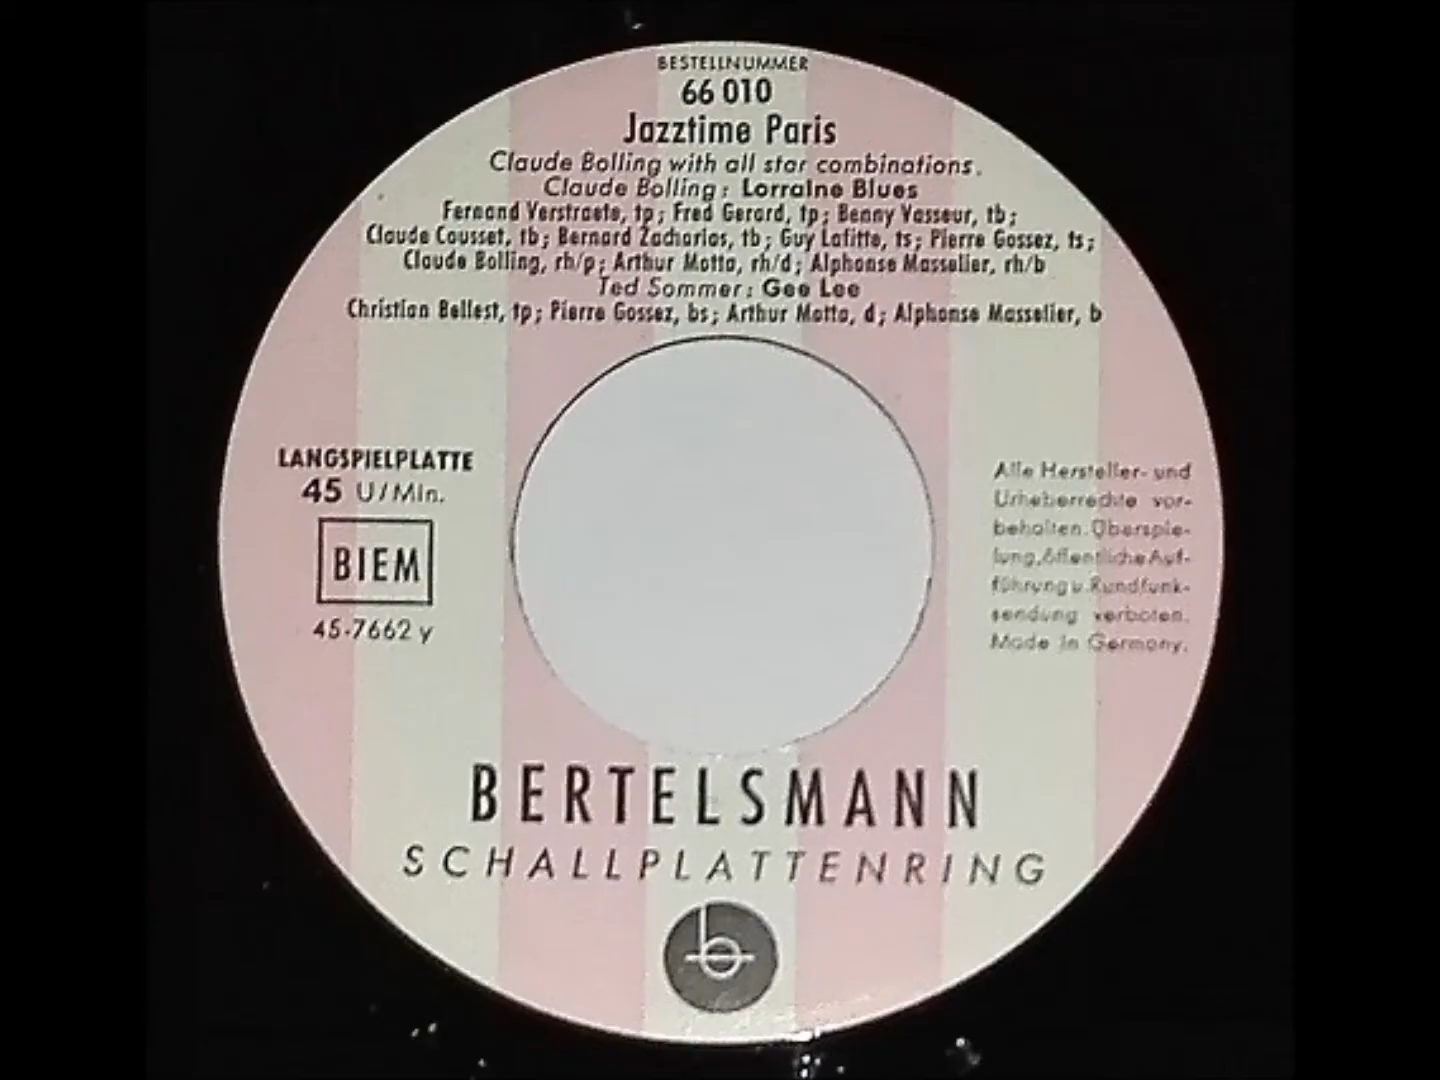 BESTELLNUMMER
66 010
Jazztime Paris
Claude Bolling with all star combinations.
Claude Bolling: Lorraine Blues
Fernand Verstraete, tp; Fred Gerard, tp; Benny Vasseur, tb;
Claude Cousset, tb; Bernard Zacharias, tb; Guy Lafitte, ts; Pierre Gossez, ts;
Claude Bolling, rh/p; Arthur Motta, rh/d; Alphonse Masselier, rh/b
Ted Sommer: Gee Lee
Christian Bellest, tp; Pierre Gossez, bs; Arthur Motta, d; Alphonse Masselier, b
LANGSPIELPLATTE
45 U/Min.
BIEM
45-7662 y
Alle Hersteller- und
Urheberrechte vor-
behalten. Überspie-
lung, öffentliche Auf-
führung u. Rundfunk-
sendung verboten.
Made in Germany.
BERTELSMANN
SCHALLPLATTENRING
b